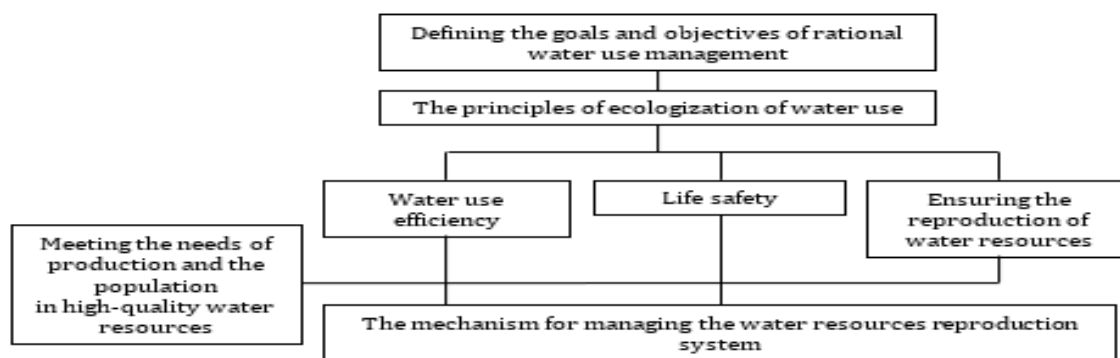 Defining the goals and objectives of rational
water use management
The principles of ecologization of water use
Water use
efficiency
Life safety
Ensuring the
reproduction of
water resources
Meeting the needs of
production and the
population
in high-quality water
resources
The mechanism for managing the water resources reproduction
system